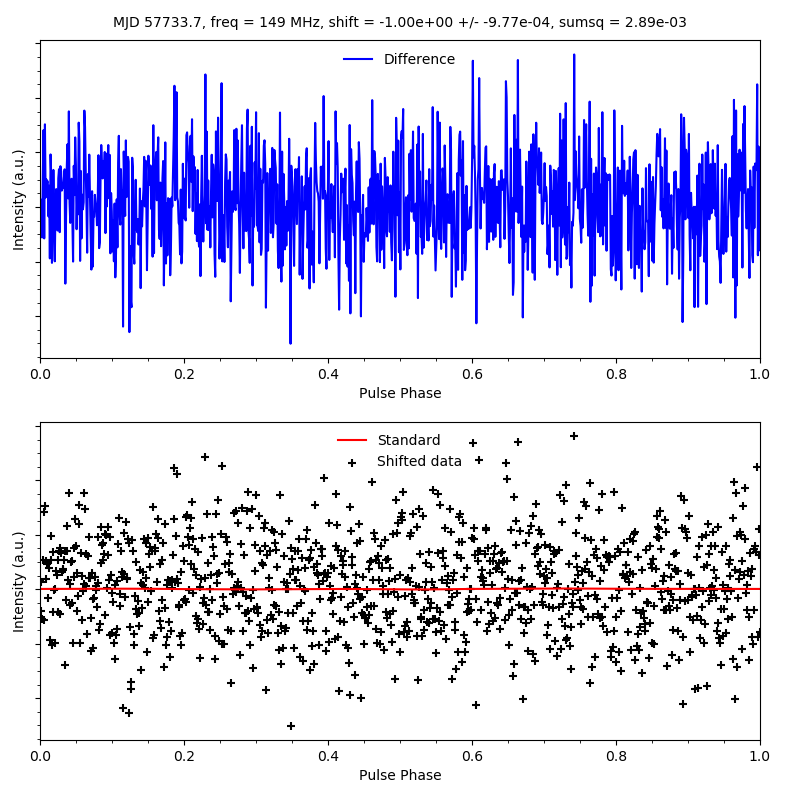 MJD 57733.7, freq = 149 MHz, shift = -1.00e+00 +/- -9.77e-04, sumsq = 2.89e-03
Difference
Intensity (a.u.)
0.0 0.2 0.4 0.6 0.8 1.0
Pulse Phase
Standard
Shifted data
Intensity (a.u.)
0.0 0.2 0.4 0.6 0.8 1.0
Pulse Phase